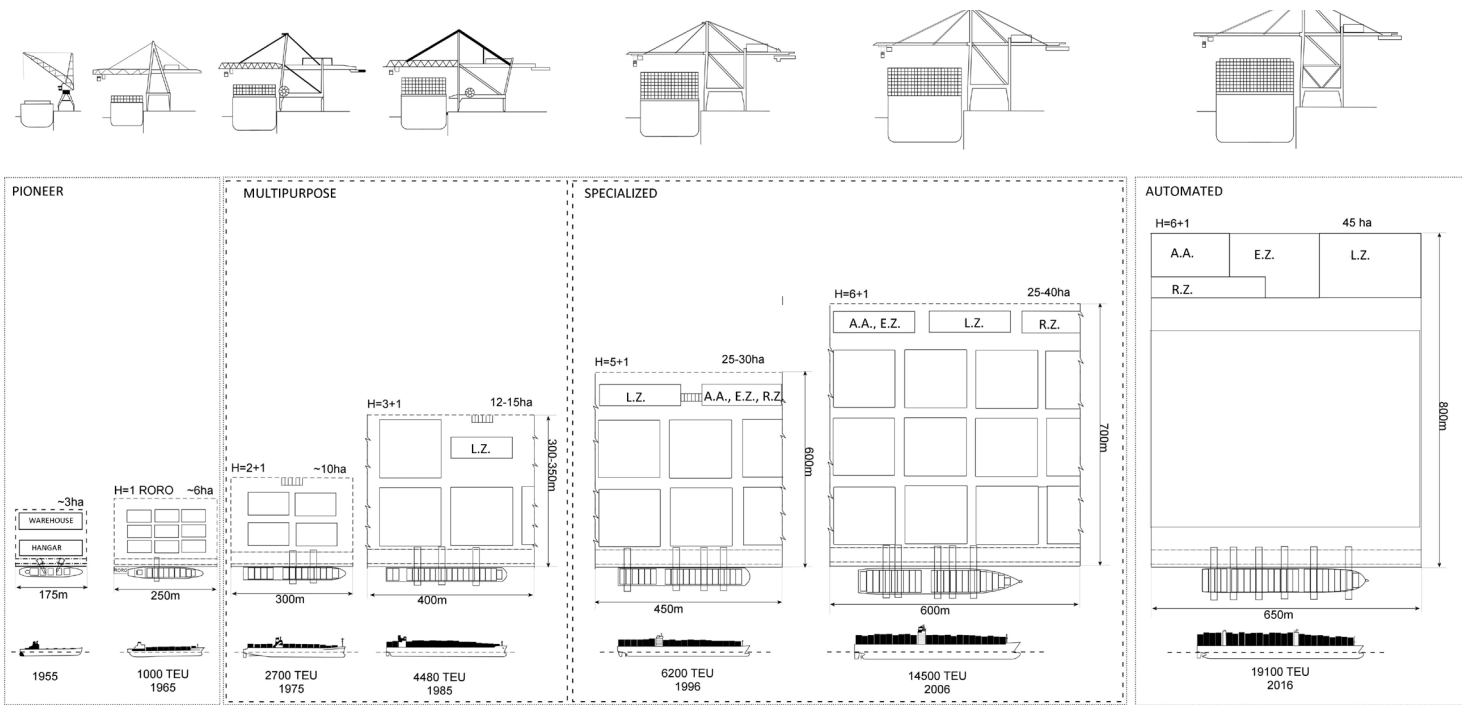 PIONEER
~3ha
WAREHOUSE
HANGAR
175m
1955
H=1 RORO ~6ha
RORO
250m
1000 TEU
1965
MULTIPURPOSE
H=2+1 ~10ha
300m
2700 TEU
1975
H=3+1 12-15ha
L.Z.
300-350m
400m
4480 TEU
1985
SPECIALIZED
H=5+1 25-30ha
L.Z. A.A., E.Z., R.Z.
600m
450m
6200 TEU
1996
H=6+1 25-40ha
A.A., E.Z. L.Z. R.Z.
700m
600m
14500 TEU
2006
AUTOMATED
H=6+1 45 ha
A.A. E.Z. L.Z.
R.Z.
800m
650m
19100 TEU
2016